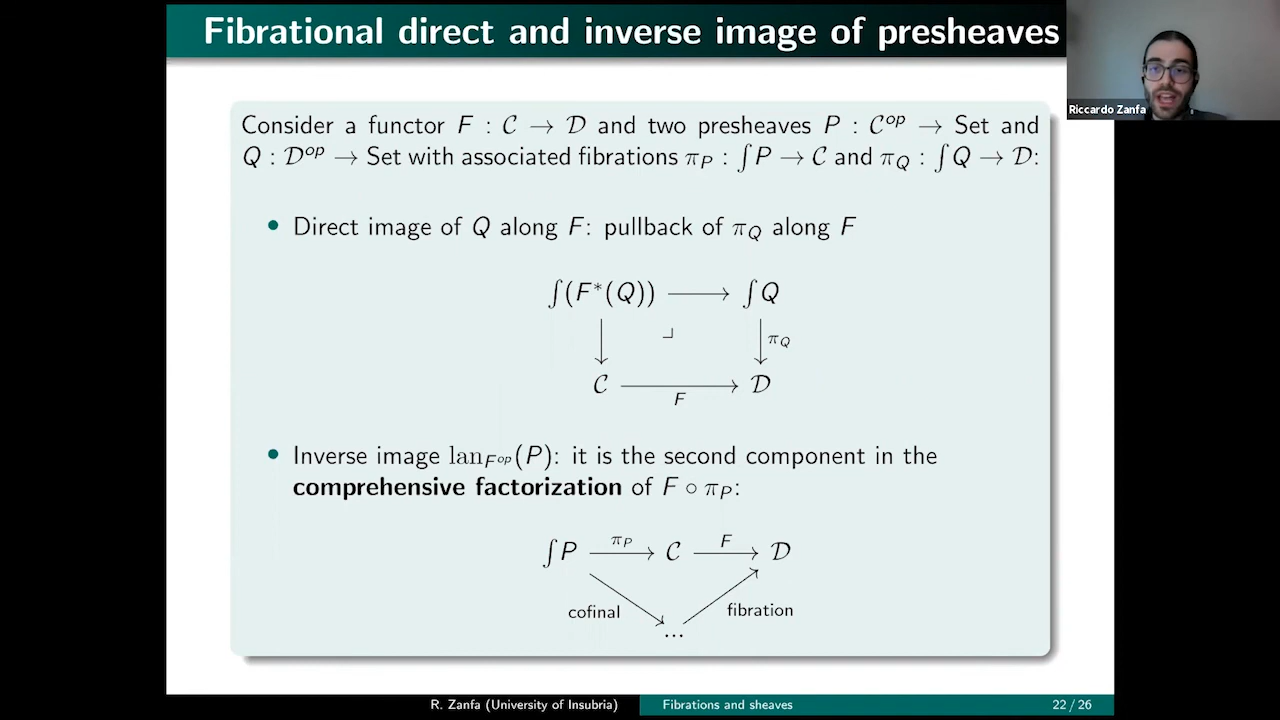 Fibrational direct and inverse image of presheaves
Riccardo Zanfa
Consider a functor F : 𝒞 → 𝒟 and two presheaves P : 𝒞ᵒᵖ → Set and
Q : 𝒟ᵒᵖ → Set with associated fibrations π_P : ∫P → 𝒞 and π_Q : ∫Q → 𝒟:
• Direct image of Q along F: pullback of π_Q along F
∫(F*(Q)) → ∫Q
⌟
π_Q
𝒞 → 𝒟
F
• Inverse image lan_{Fᵒᵖ}(P): it is the second component in the
comprehensive factorization of F ∘ π_P:
π_P F
∫P → 𝒞 → 𝒟
cofinal fibration
...
R. Zanfa (University of Insubria) Fibrations and sheaves 22 / 26